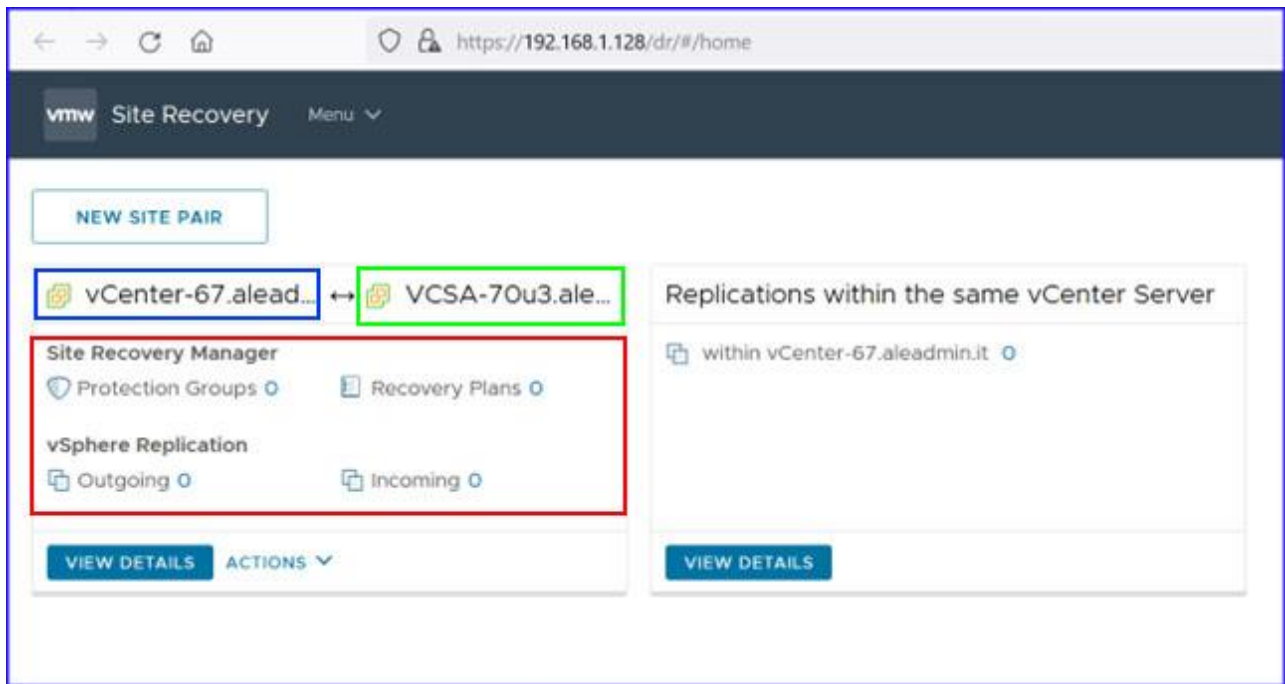 https://192.168.1.128/dr/#/home
vmw Site Recovery Menu
NEW SITE PAIR
vCenter-67.alead... ↔ VCSA-70u3.ale...
Site Recovery Manager
Protection Groups 0 Recovery Plans 0
vSphere Replication
Outgoing 0 Incoming 0
VIEW DETAILS ACTIONS
Replications within the same vCenter Server
within vCenter-67.aleadmin.it 0
VIEW DETAILS